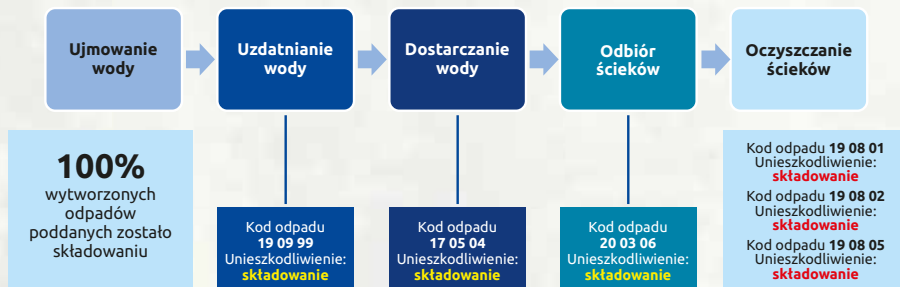 Ujmowanie
wody
Uzdatnianie
wody
Dostarczanie
wody
Odbiór
ścieków
Oczyszczanie
ścieków
100%
wytworzonych
odpadów
poddanych zostało
składowaniu
Kod odpadu
19 09 99
Unieszkodliwienie:
składowanie
Kod odpadu
17 05 04
Unieszkodliwienie:
składowanie
Kod odpadu
20 03 06
Unieszkodliwienie:
składowanie
Kod odpadu 19 08 01
Unieszkodliwienie:
składowanie
Kod odpadu 19 08 02
Unieszkodliwienie:
składowanie
Kod odpadu 19 08 05
Unieszkodliwienie:
składowanie